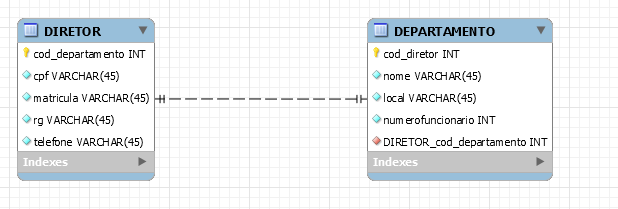 DIRETOR
cod_departamento INT
cpf VARCHAR(45)
matricula VARCHAR(45)
rg VARCHAR(45)
telefone VARCHAR(45)
Indexes
DEPARTAMENTO
cod_diretor INT
nome VARCHAR(45)
local VARCHAR(45)
numerofuncionario INT
DIRETOR_cod_departamento INT
Indexes